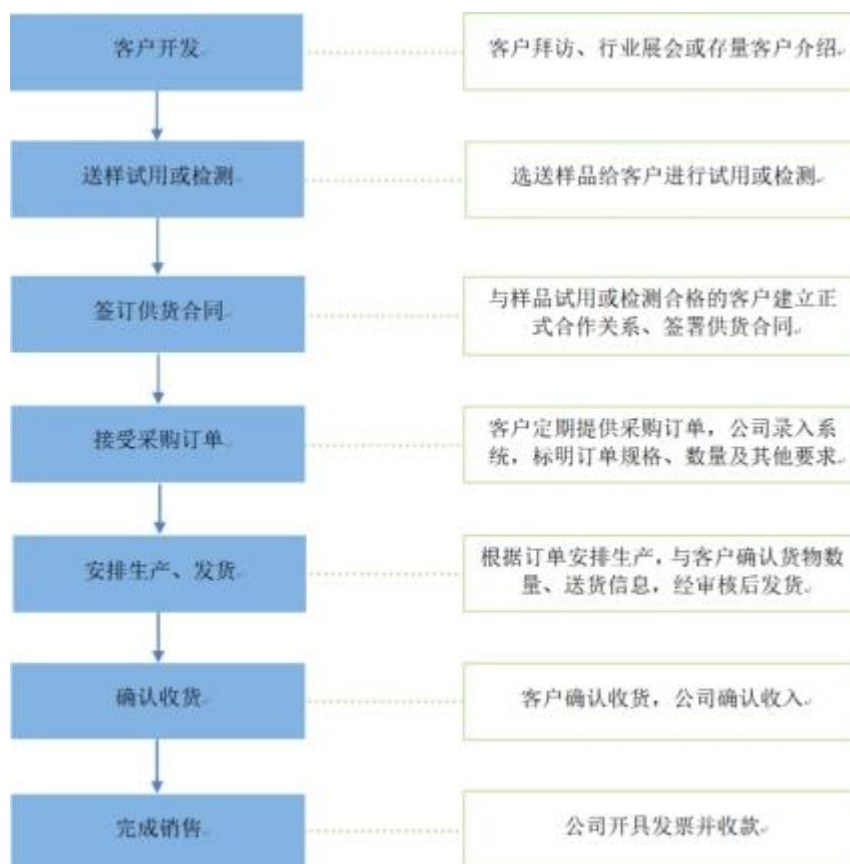 客户开发
客户拜访、行业展会或存量客户介绍
送样试用或检测
选送样品给客户进行试用或检测
签订供货合同
与样品试用或检测合格的客户建立正
式合作关系、签署供货合同
接受采购订单
客户定期提供采购订单，公司录入系
统，标明订单规格、数量及其他要求
安排生产、发货
根据订单安排生产，与客户确认货物数
量、送货信息，经审核后发货
确认收货
客户确认收货，公司确认收入
完成销售
公司开具发票并收款